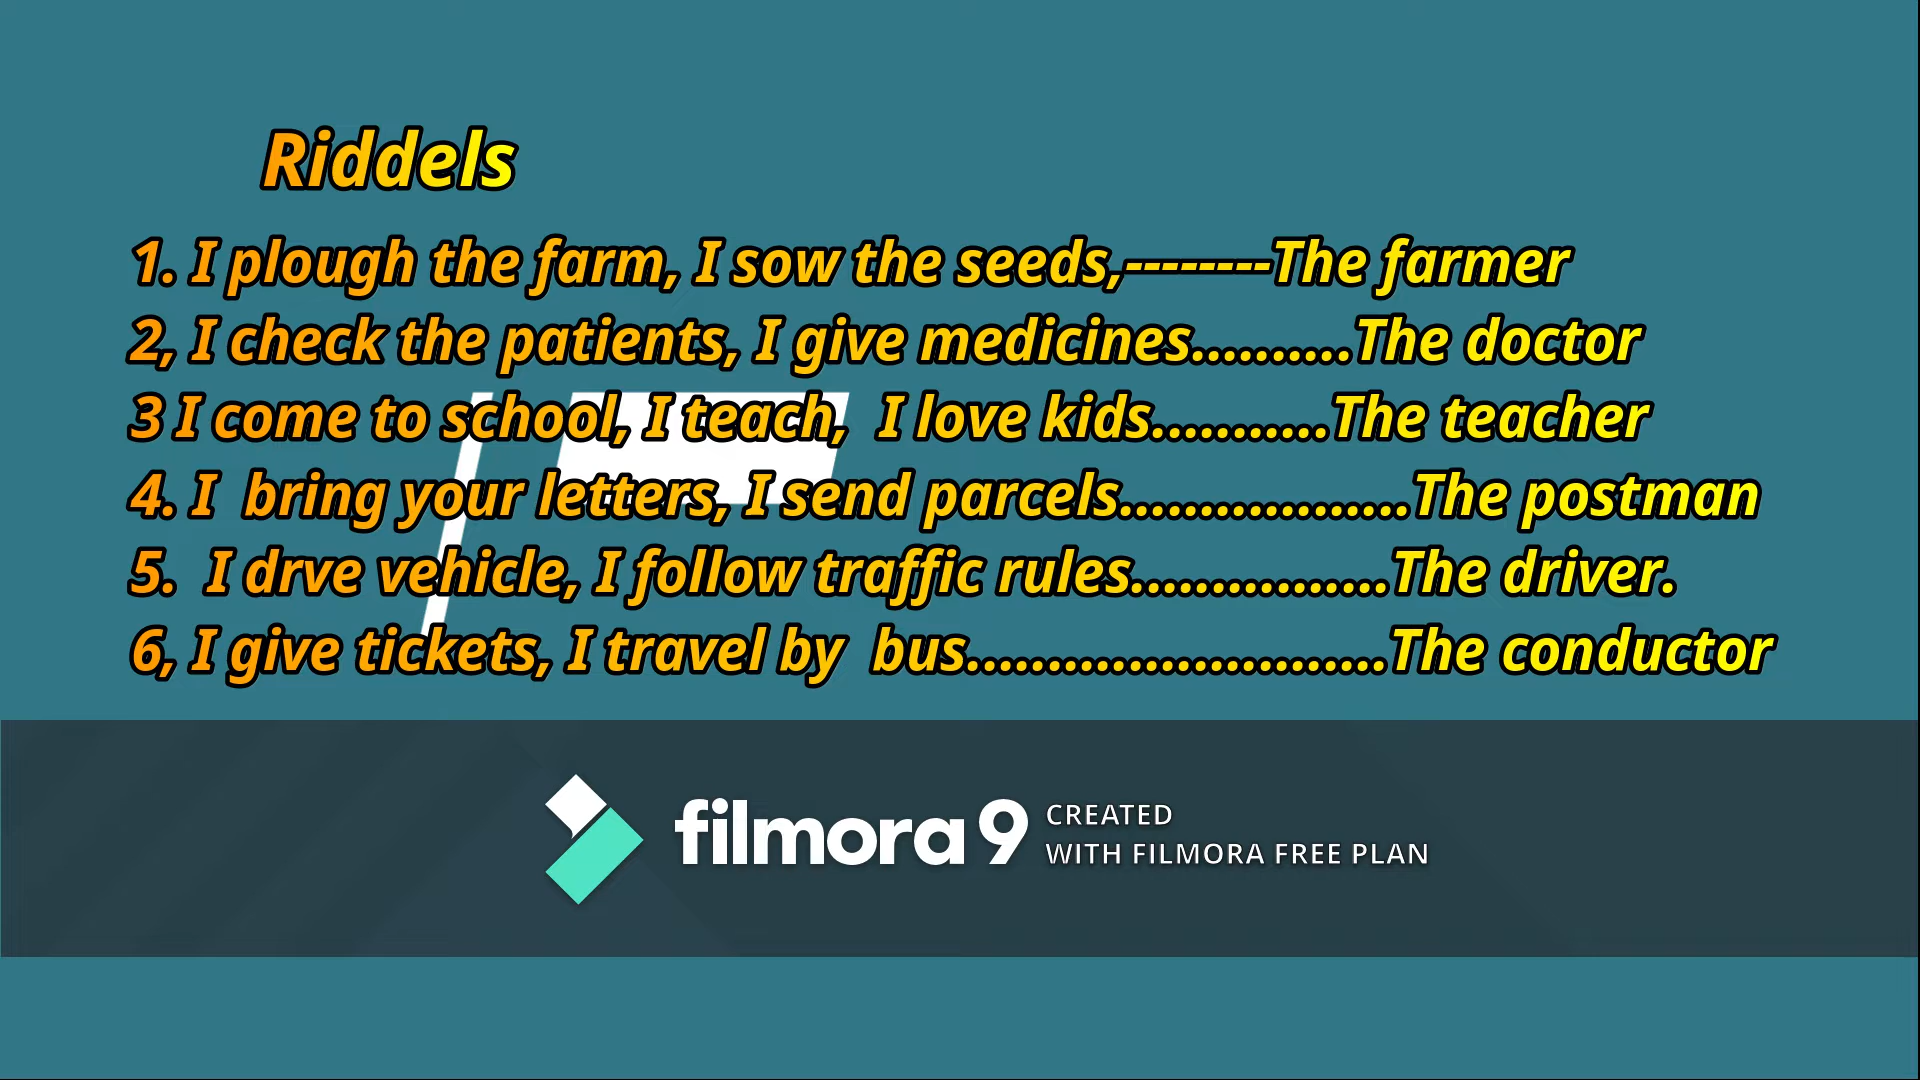 Riddels
1. I plough the farm, I sow the seeds,--------The farmer
2, I check the patients, I give medicines..........The doctor
3 I come to school, I teach,  I love kids...........The teacher
4. I  bring your letters, I send parcels..................The postman
5.  I drve vehicle, I follow traffic rules................The driver.
6, I give tickets, I travel by  bus..........................The conductor
filmora 9 CREATED
WITH FILMORA FREE PLAN